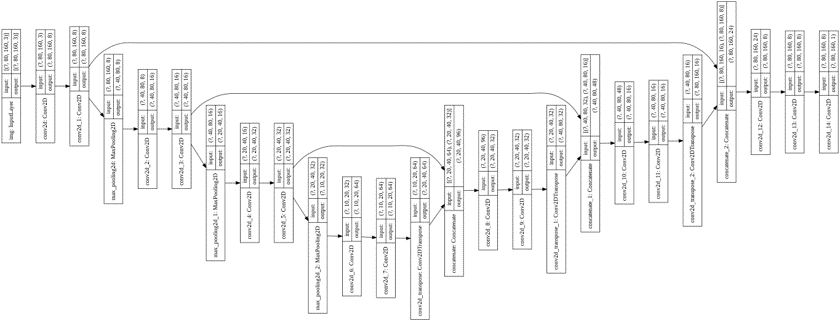 img: InputLayer
input: [(?, 80, 160, 3)]
output: [(?, 80, 160, 3)]
conv2d: Conv2D
input: (?, 80, 160, 3)
output: (?, 80, 160, 8)
conv2d_1: Conv2D
input: (?, 80, 160, 8)
output: (?, 80, 160, 8)
max_pooling2d: MaxPooling2D
input: (?, 80, 160, 8)
output: (?, 40, 80, 8)
conv2d_2: Conv2D
input: (?, 40, 80, 8)
output: (?, 40, 80, 16)
conv2d_3: Conv2D
input: (?, 40, 80, 16)
output: (?, 40, 80, 16)
max_pooling2d_1: MaxPooling2D
input: (?, 40, 80, 16)
output: (?, 20, 40, 16)
conv2d_4: Conv2D
input: (?, 20, 40, 16)
output: (?, 20, 40, 32)
conv2d_5: Conv2D
input: (?, 20, 40, 32)
output: (?, 20, 40, 32)
max_pooling2d_2: MaxPooling2D
input: (?, 20, 40, 32)
output: (?, 10, 20, 32)
conv2d_6: Conv2D
input: (?, 10, 20, 32)
output: (?, 10, 20, 64)
conv2d_7: Conv2D
input: (?, 10, 20, 64)
output: (?, 10, 20, 64)
conv2d_transpose: Conv2DTranspose
input: (?, 10, 20, 64)
output: (?, 20, 40, 64)
concatenate: Concatenate
input: [(?, 20, 40, 64), (?, 20, 40, 32)]
output: (?, 20, 40, 96)
conv2d_8: Conv2D
input: (?, 20, 40, 96)
output: (?, 20, 40, 32)
conv2d_9: Conv2D
input: (?, 20, 40, 32)
output: (?, 20, 40, 32)
conv2d_transpose_1: Conv2DTranspose
input: (?, 20, 40, 32)
output: (?, 40, 80, 32)
concatenate_1: Concatenate
input: [(?, 40, 80, 32), (?, 40, 80, 16)]
output: (?, 40, 80, 48)
conv2d_10: Conv2D
input: (?, 40, 80, 48)
output: (?, 40, 80, 16)
conv2d_11: Conv2D
input: (?, 40, 80, 16)
output: (?, 40, 80, 16)
conv2d_transpose_2: Conv2DTranspose
input: (?, 40, 80, 16)
output: (?, 80, 160, 16)
concatenate_2: Concatenate
input: [(?, 80, 160, 16), (?, 80, 160, 8)]
output: (?, 80, 160, 24)
conv2d_12: Conv2D
input: (?, 80, 160, 24)
output: (?, 80, 160, 8)
conv2d_13: Conv2D
input: (?, 80, 160, 8)
output: (?, 80, 160, 8)
conv2d_14: Conv2D
input: (?, 80, 160, 8)
output: (?, 80, 160, 1)